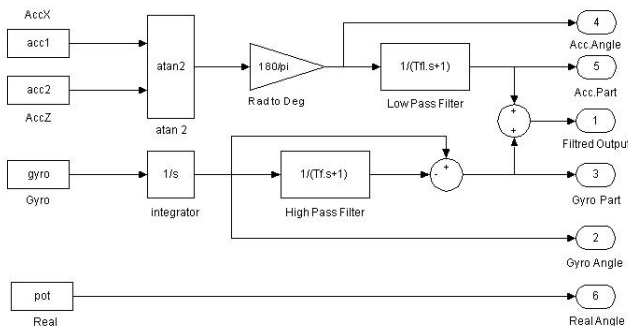 AccX
acc1
acc2
AccZ
atan2
atan 2
180/pi
Rad to Deg
1/(Tfl.s+1)
Low Pass Filter
4
Acc.Angle
5
Acc.Part
+
+
1
Filtred Output
gyro
Gyro
1/s
integrator
1/(Tf.s+1)
High Pass Filter
+
-
3
Gyro Part
2
Gyro Angle
pot
Real
6
Real Angle